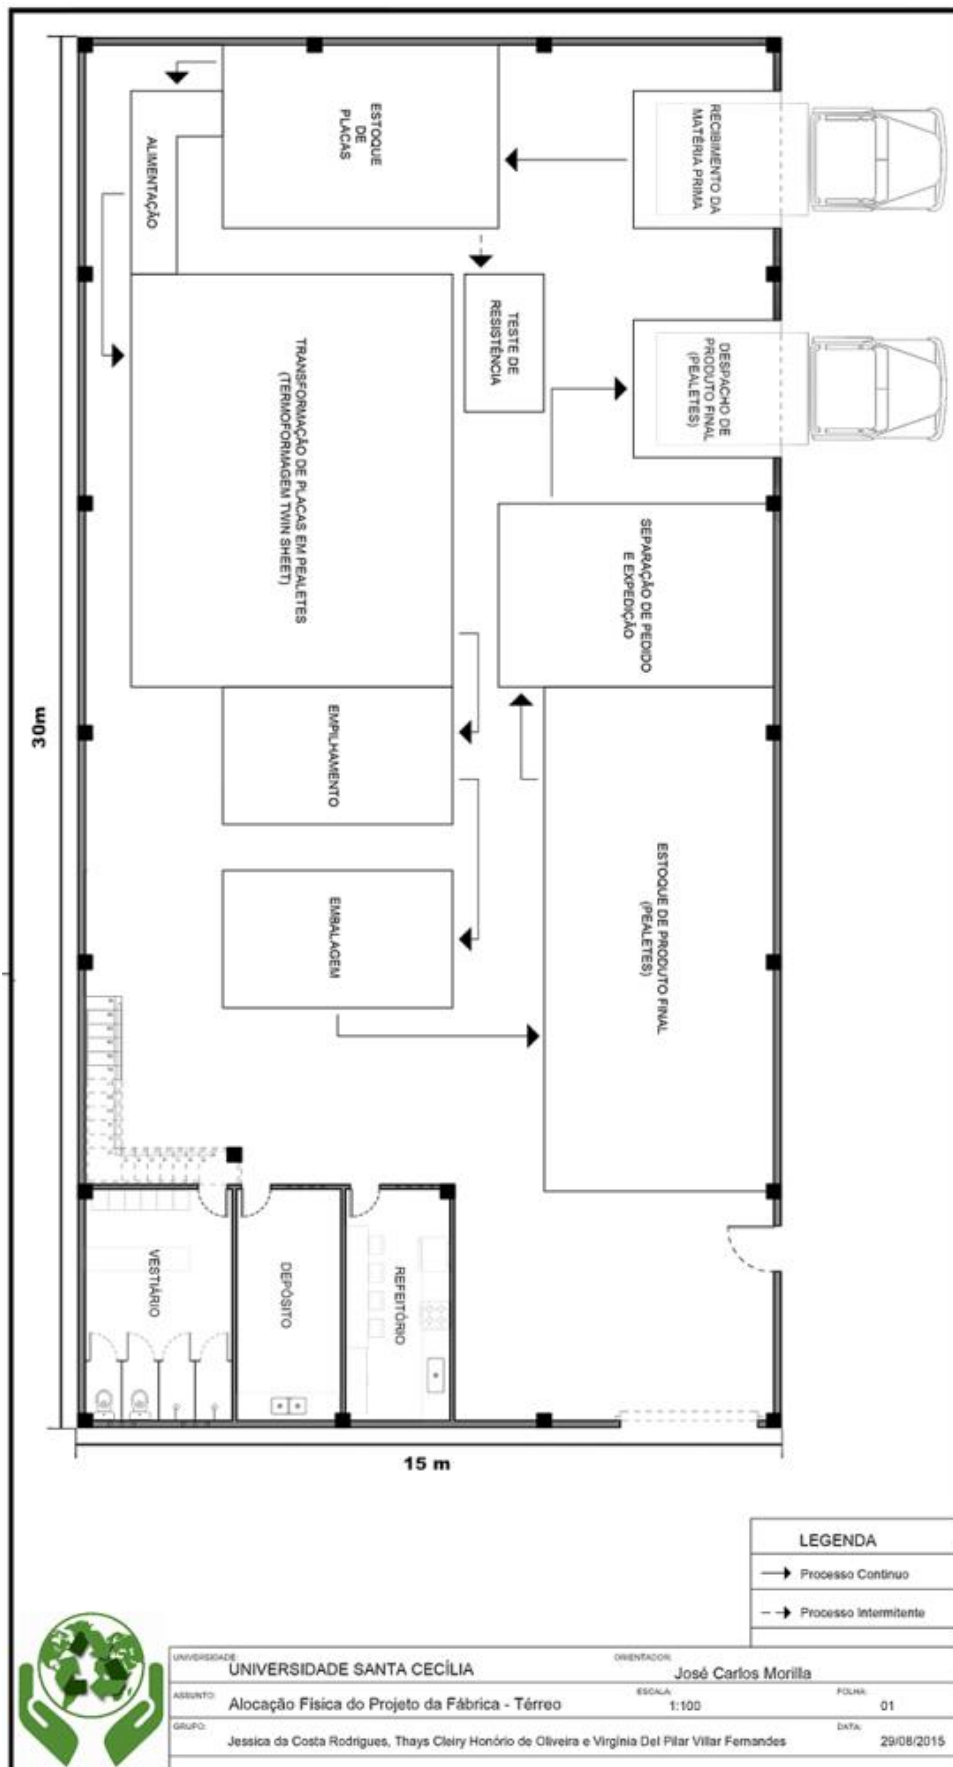 RECIBIMENTO DA
MATÉRIA PRIMA
ESTOQUE
DE
PLACAS
ALIMENTAÇÃO
TESTE DE
RESISTÊNCIA
DESPACHO DE
PRODUTO FINAL
(PEALETES)
TRANSFORMAÇÃO DE PLACAS EM PEALETES
(TERMOFORMAGEM TWIN SHEET)
SEPARAÇÃO DE PEDIDO
E EXPEDIÇÃO
EMPILHAMENTO
EMBALAGEM
ESTOQUE DE PRODUTO FINAL
(PEALETES)
30m
VESTIÁRIO
DEPÓSITO
REFEITÓRIO
15 m
LEGENDA
Processo Continuo
Processo Intermitente
UNIVERSIDADE
UNIVERSIDADE SANTA CECÍLIA
ORIENTADOR:
José Carlos Morilla
ASSUNTO:
Alocação Física do Projeto da Fábrica - Térreo
ESCALA:
1:100
FOLHA:
01
GRUPO:
Jessica da Costa Rodrigues, Thays Cleiry Honório de Oliveira e Virgínia Del Pilar Villar Fernandes
DATA:
29/08/2015